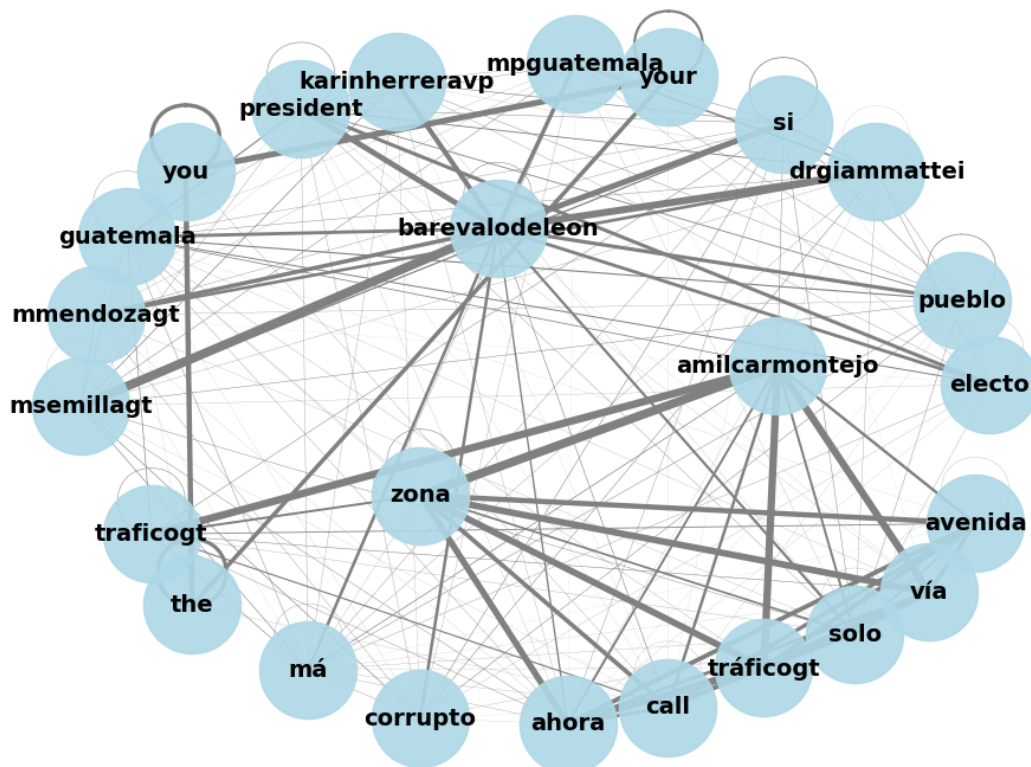 mpguatemala
your
karinherreravp
president
si
you
drgiammattei
barevalodeleon
guatemala
pueblo
mmendozagt
amilcarmontejo
electo
msemillagt
zona
avenida
traficogt
vía
the
solo
má
tráficogt
call
corrupto
ahora